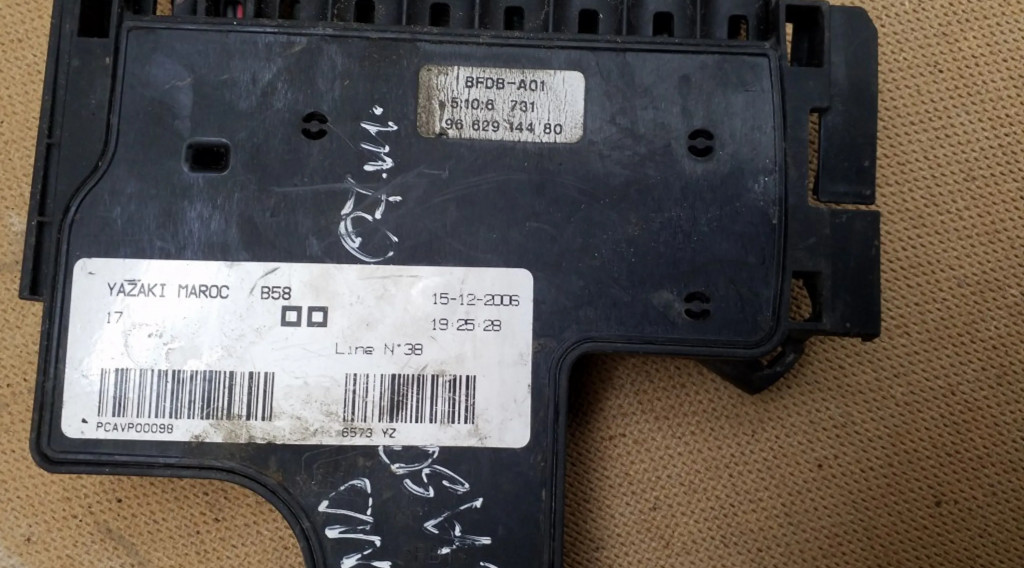 BFDB-A01
5:10:6 731
96 629 144 80
YAZAKI MAROC B58
15-12-2006
17
19:25:28
Line N°38
PCAVP00098
6573 YZ